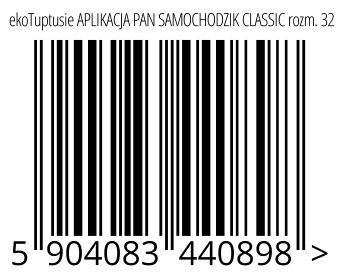 ekoTuptusie APLIKACJA PAN SAMOCHODZIK CLASSIC rozm. 32
5 904083 440898 >